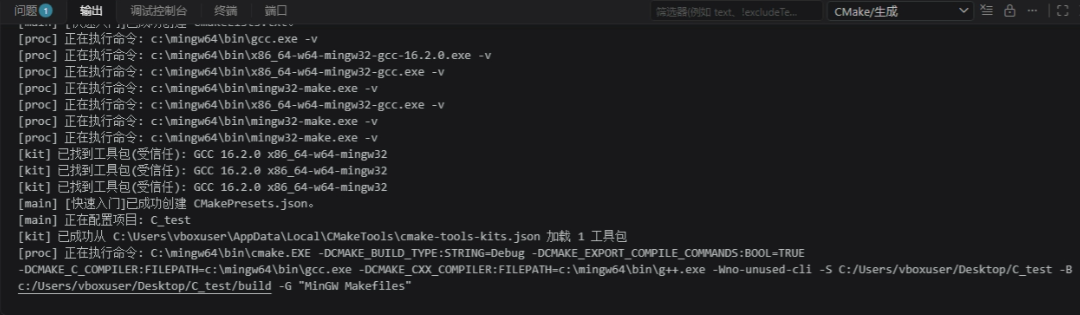 问题 1 输出 调试控制台 终端 端口 筛选器(例如 text、!excludeTe... CMake/生成
[main] [快速入门]已成功创建 CMakeLists.txt。
[proc] 正在执行命令: c:\mingw64\bin\gcc.exe -v
[proc] 正在执行命令: c:\mingw64\bin\x86_64-w64-mingw32-gcc-16.2.0.exe -v
[proc] 正在执行命令: c:\mingw64\bin\x86_64-w64-mingw32-gcc.exe -v
[proc] 正在执行命令: c:\mingw64\bin\mingw32-make.exe -v
[proc] 正在执行命令: c:\mingw64\bin\x86_64-w64-mingw32-gcc.exe -v
[proc] 正在执行命令: c:\mingw64\bin\mingw32-make.exe -v
[proc] 正在执行命令: c:\mingw64\bin\mingw32-make.exe -v
[kit] 已找到工具包(受信任): GCC 16.2.0 x86_64-w64-mingw32
[kit] 已找到工具包(受信任): GCC 16.2.0 x86_64-w64-mingw32
[kit] 已找到工具包(受信任): GCC 16.2.0 x86_64-w64-mingw32
[main] [快速入门]已成功创建 CMakePresets.json。
[main] 正在配置项目: C_test
[kit] 已成功从 C:\Users\vboxuser\AppData\Local\CMakeTools\cmake-tools-kits.json 加载 1 工具包
[proc] 正在执行命令: C:\mingw64\bin\cmake.EXE -DCMAKE_BUILD_TYPE:STRING=Debug -DCMAKE_EXPORT_COMPILE_COMMANDS:BOOL=TRUE
-DCMAKE_C_COMPILER:FILEPATH=c:\mingw64\bin\gcc.exe -DCMAKE_CXX_COMPILER:FILEPATH=c:\mingw64\bin\g++.exe -Wno-unused-cli -S C:/Users/vboxuser/Desktop/C_test -B
c:/Users/vboxuser/Desktop/C_test/build -G "MinGW Makefiles"